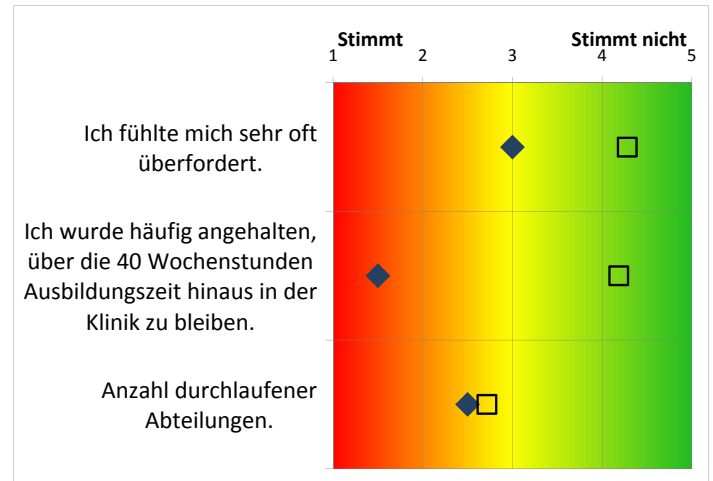 Stimmt Stimmt nicht
1 2 3 4 5
Ich fühlte mich sehr oft
überfordert.
Ich wurde häufig angehalten,
über die 40 Wochenstunden
Ausbildungszeit hinaus in der
Klinik zu bleiben.
Anzahl durchlaufener
Abteilungen.